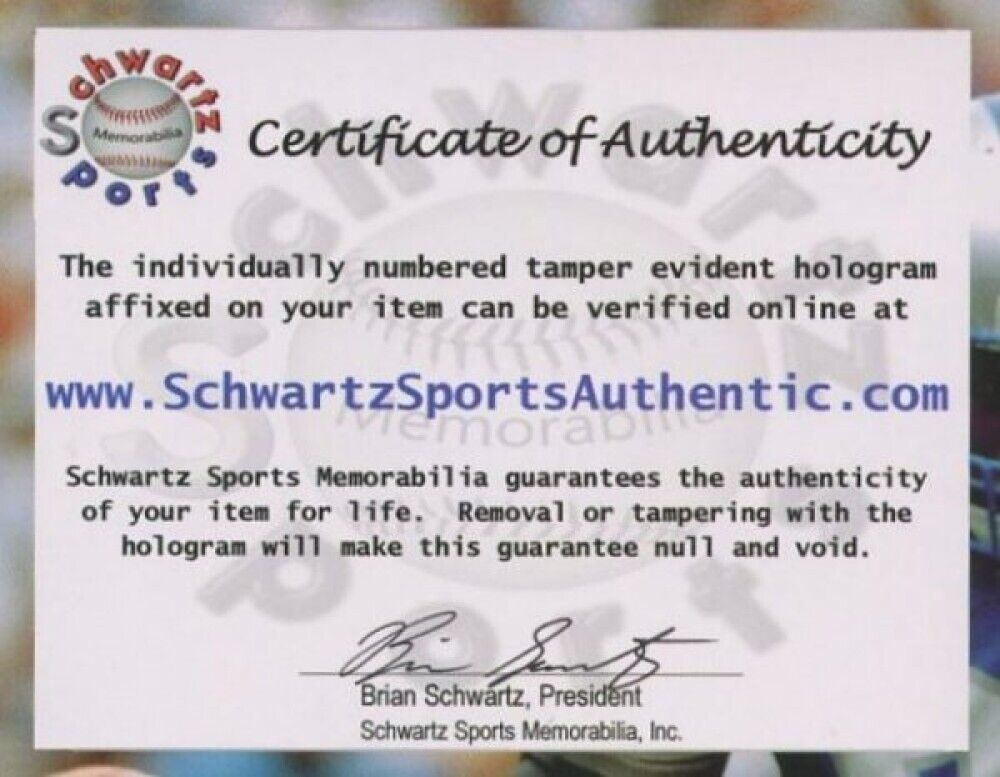 Schwartz
Sports
Memorabilia
Certificate of Authenticity
The individually numbered tamper evident hologram
affixed on your item can be verified online at
www.SchwartzSportsAuthentic.com
Schwartz Sports Memorabilia guarantees the authenticity
of your item for life. Removal or tampering with the
hologram will make this guarantee null and void.
Brian Schwartz
Brian Schwartz, President
Schwartz Sports Memorabilia, Inc.